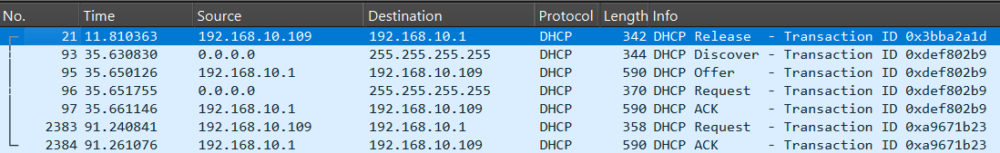 No. Time Source Destination Protocol Length Info
21 11.810363 192.168.10.109 192.168.10.1 DHCP 342 DHCP Release - Transaction ID 0x3bba2a1d
93 35.630830 0.0.0.0 255.255.255.255 DHCP 344 DHCP Discover - Transaction ID 0xdef802b9
95 35.650126 192.168.10.1 192.168.10.109 DHCP 590 DHCP Offer - Transaction ID 0xdef802b9
96 35.651755 0.0.0.0 255.255.255.255 DHCP 370 DHCP Request - Transaction ID 0xdef802b9
97 35.661146 192.168.10.1 192.168.10.109 DHCP 590 DHCP ACK - Transaction ID 0xdef802b9
2383 91.240841 192.168.10.109 192.168.10.1 DHCP 358 DHCP Request - Transaction ID 0xa9671b23
2384 91.261076 192.168.10.1 192.168.10.109 DHCP 590 DHCP ACK - Transaction ID 0xa9671b23